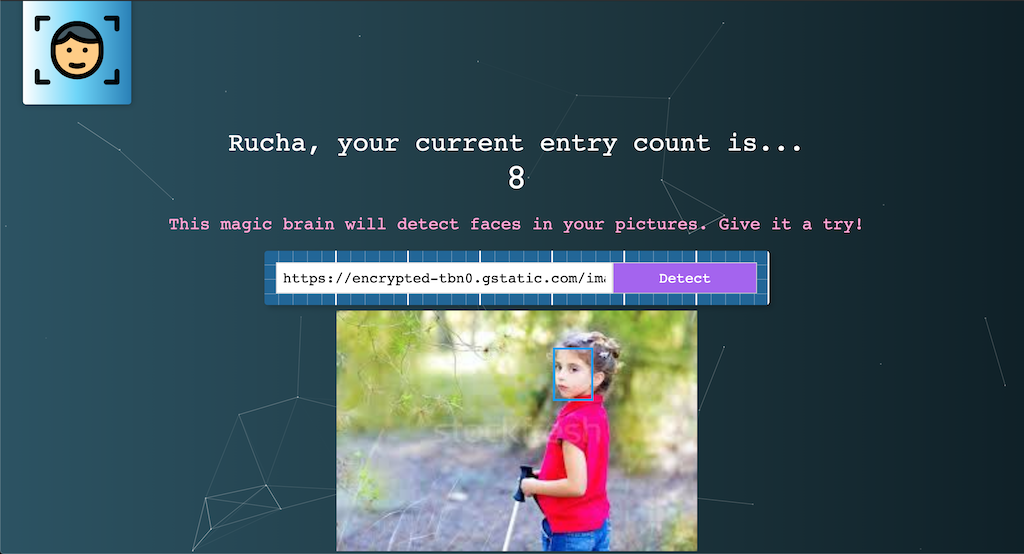 Rucha, your current entry count is...
8
This magic brain will detect faces in your pictures. Give it a try!
https://encrypted-tbn0.gstatic.com/ima
Detect
stockfresh